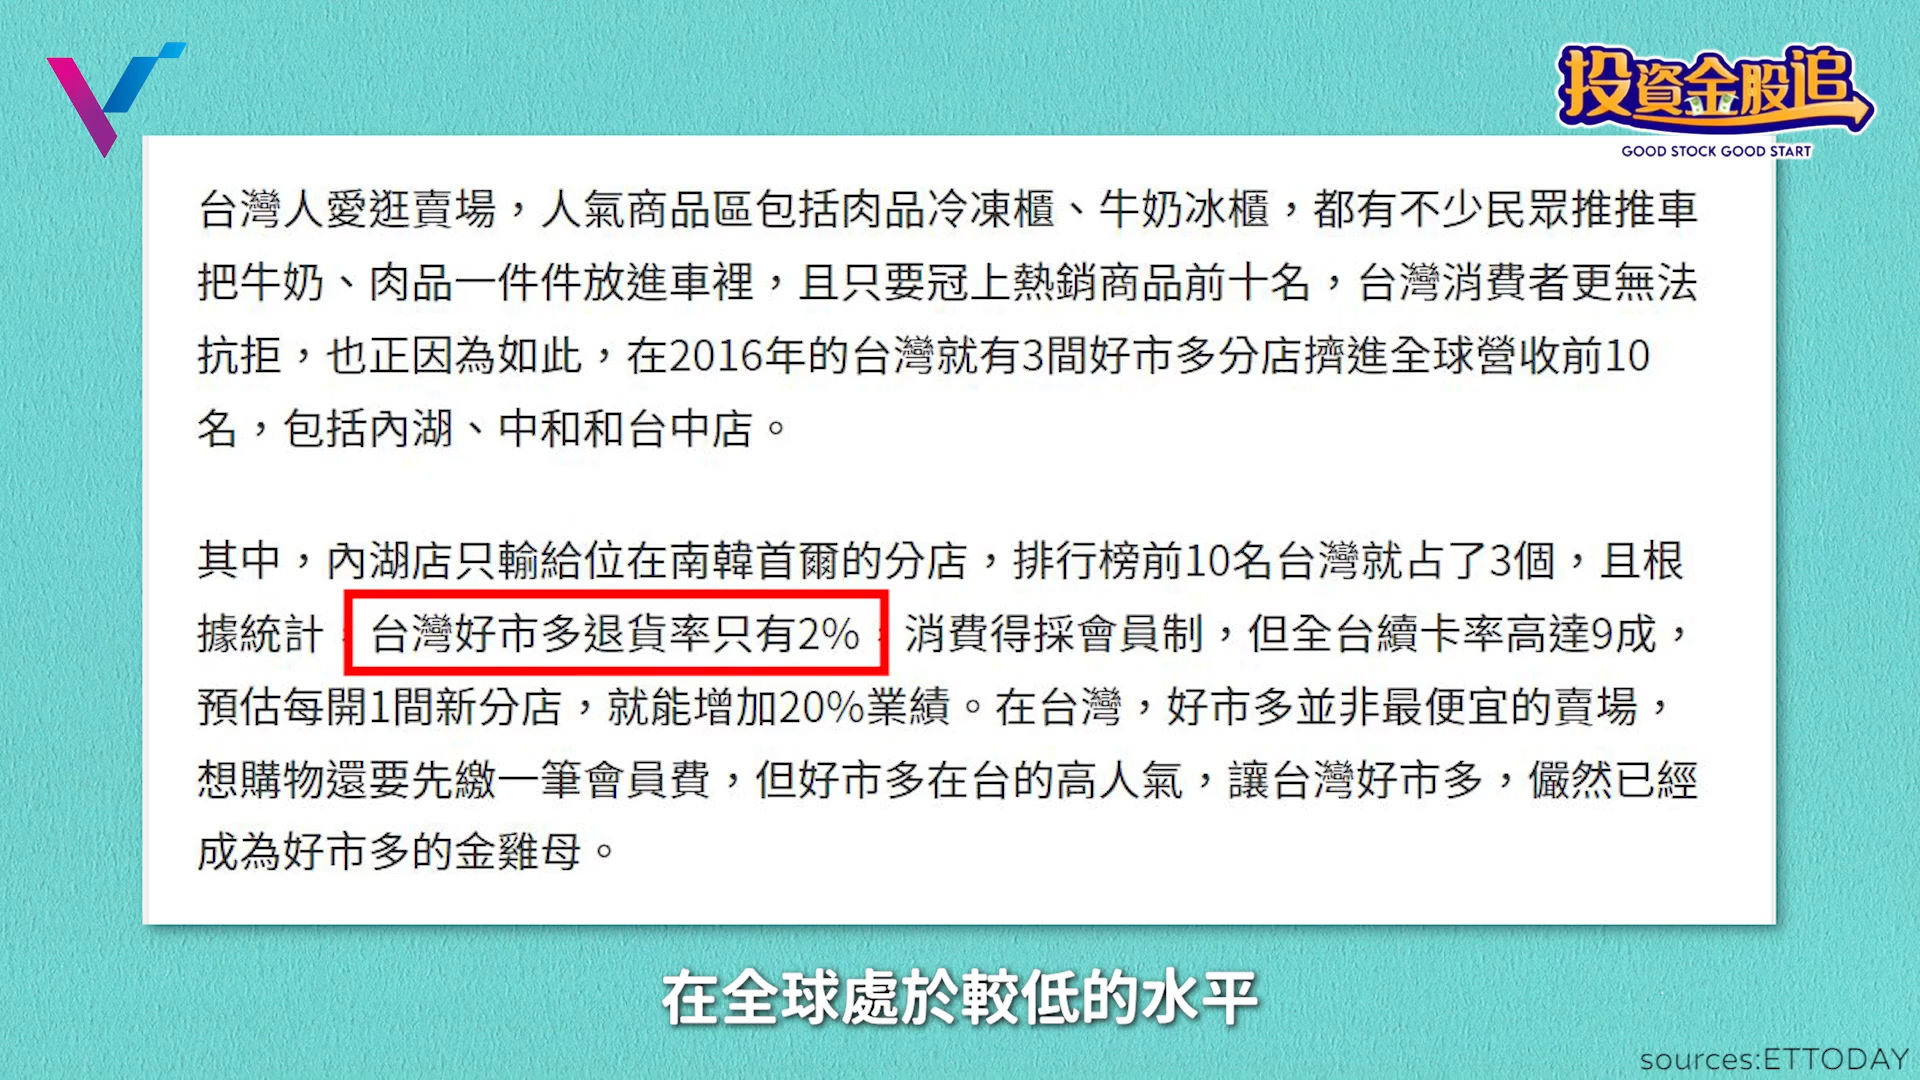 投資金股追
GOOD STOCK GOOD START
台灣人愛逛賣場，人氣商品區包括肉品冷凍櫃、牛奶冰櫃，都有不少民眾推推車
把牛奶、肉品一件件放進車裡，且只要冠上熱銷商品前十名，台灣消費者更無法
抗拒，也正因為如此，在2016年的台灣就有3間好市多分店擠進全球營收前10
名，包括內湖、中和和台中店。
其中，內湖店只輸給位在南韓首爾的分店，排行榜前10名台灣就占了3個，且根
據統計，台灣好市多退貨率只有2%，消費得採會員制，但全台續卡率高達9成，
預估每開1間新分店，就能增加20%業績。在台灣，好市多並非最便宜的賣場，
想購物還要先繳一筆會員費，但好市多在台的高人氣，讓台灣好市多，儼然已經
成為好市多的金雞母。
在全球處於較低的水平
sources:ETTODAY